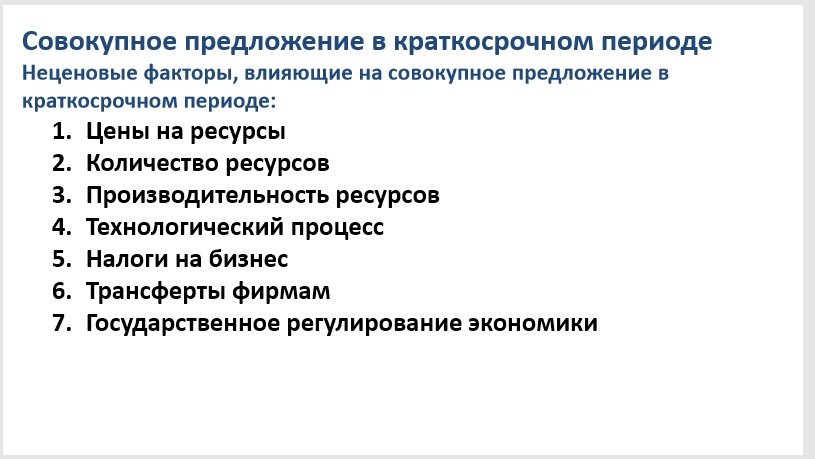 Совокупное предложение в краткосрочном периоде
Неценовые факторы, влияющие на совокупное предложение в
краткосрочном периоде:
1. Цены на ресурсы
2. Количество ресурсов
3. Производительность ресурсов
4. Технологический процесс
5. Налоги на бизнес
6. Трансферты фирмам
7. Государственное регулирование экономики